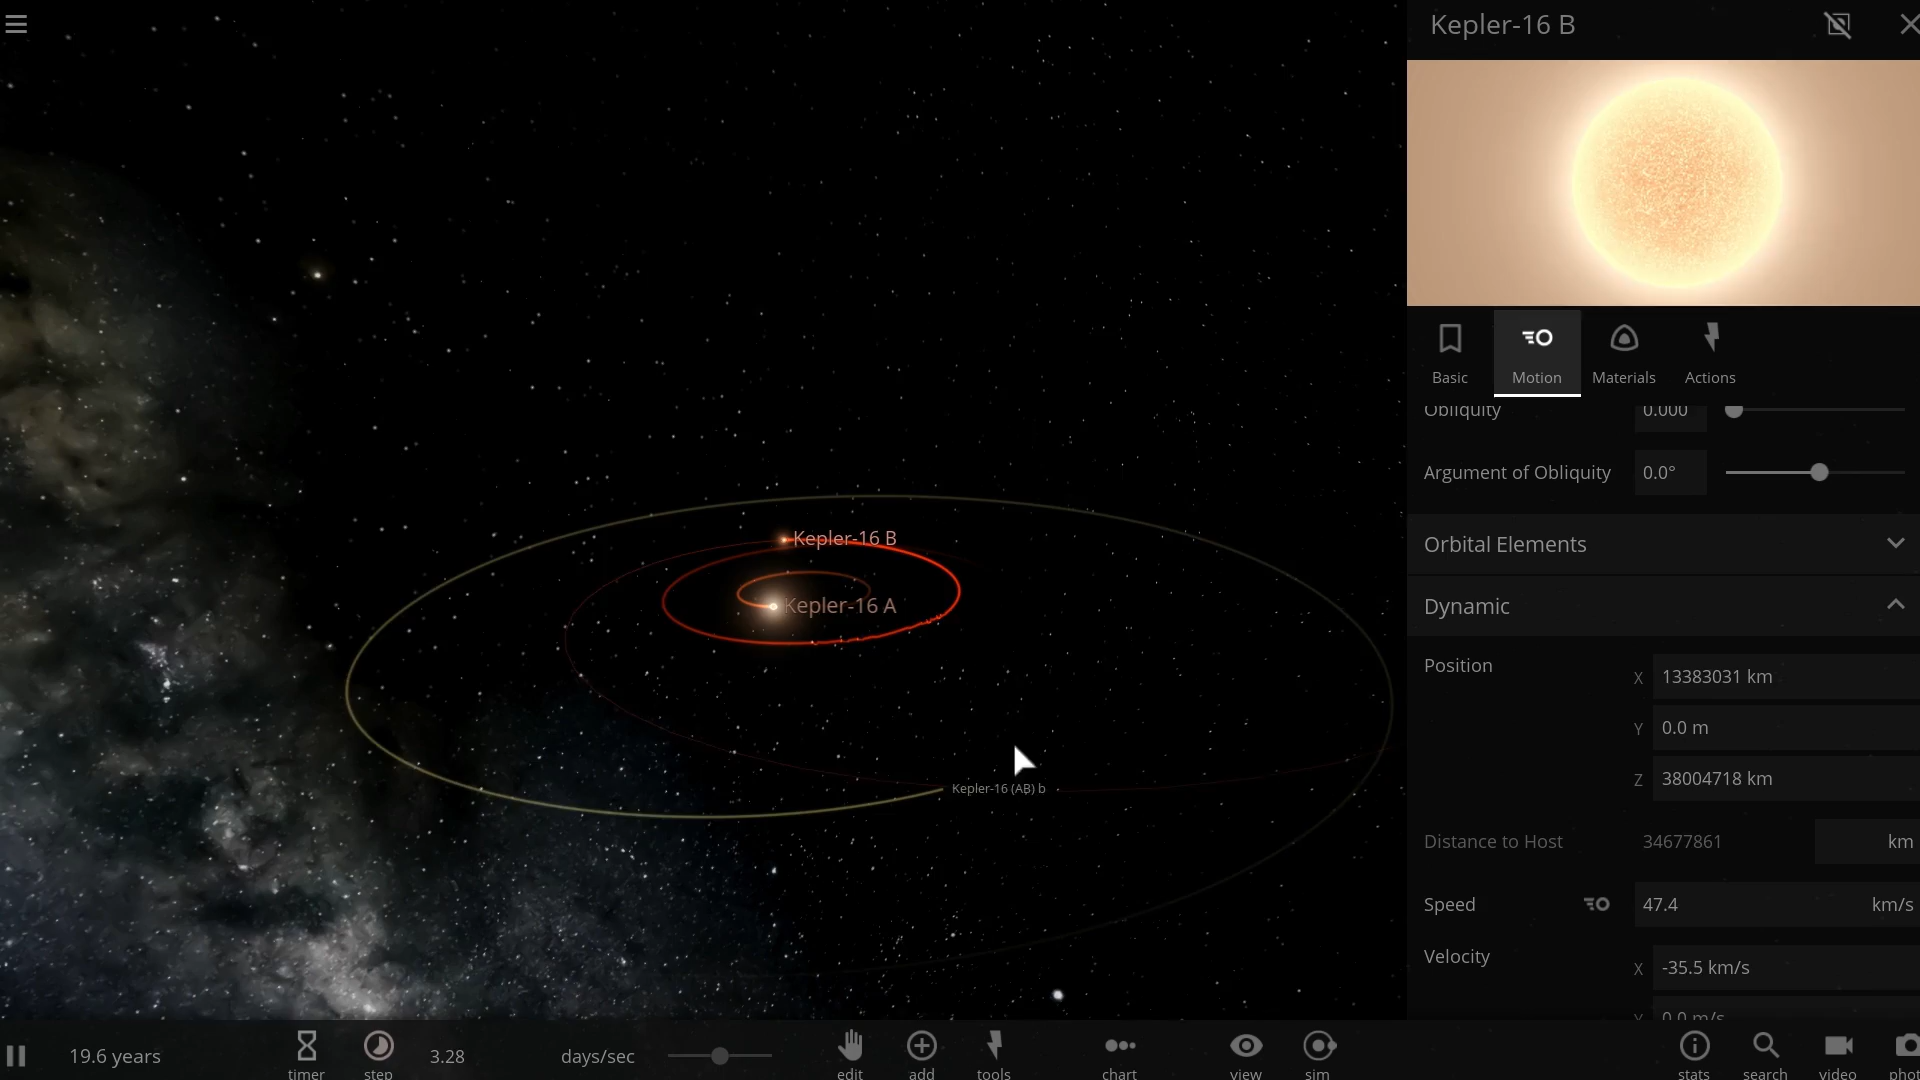 Kepler-16 B
Basic
Motion
Materials
Actions
Obliquity 0.000
Argument of Obliquity 0.0°
Orbital Elements
Dynamic
Position X 13383031 km
Y 0.0 m
Z 38004718 km
Distance to Host 34677861 km
Speed 47.4 km/s
Velocity X -35.5 km/s
Y 0.0 m/s
Kepler-16 B
Kepler-16 A
Kepler-16 (AB) b
19.6 years
timer
step
3.28
days/sec
edit
add
tools
chart
view
sim
stats
search
video
phot